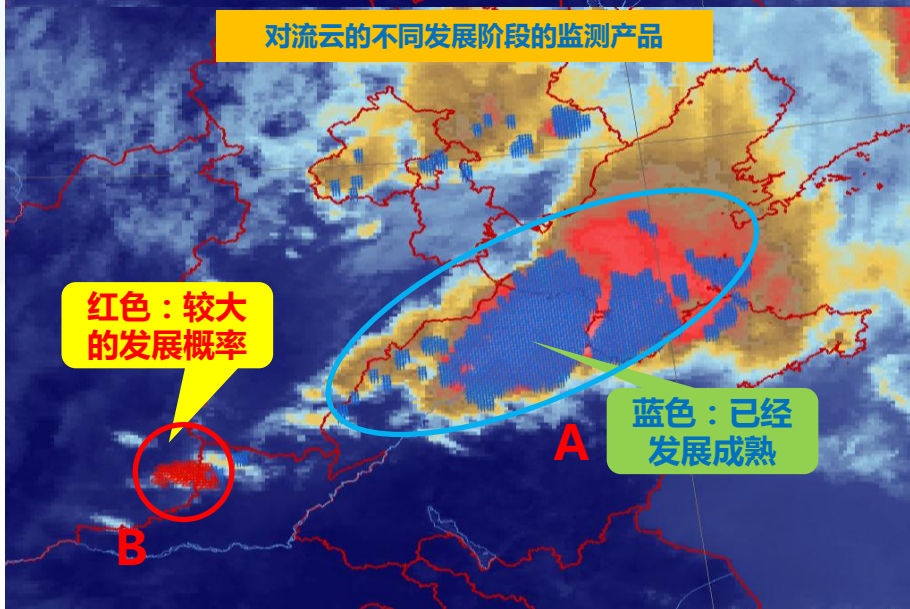 对流云的不同发展阶段的监测产品
红色：较大
的发展概率
蓝色：已经
发展成熟
A
B